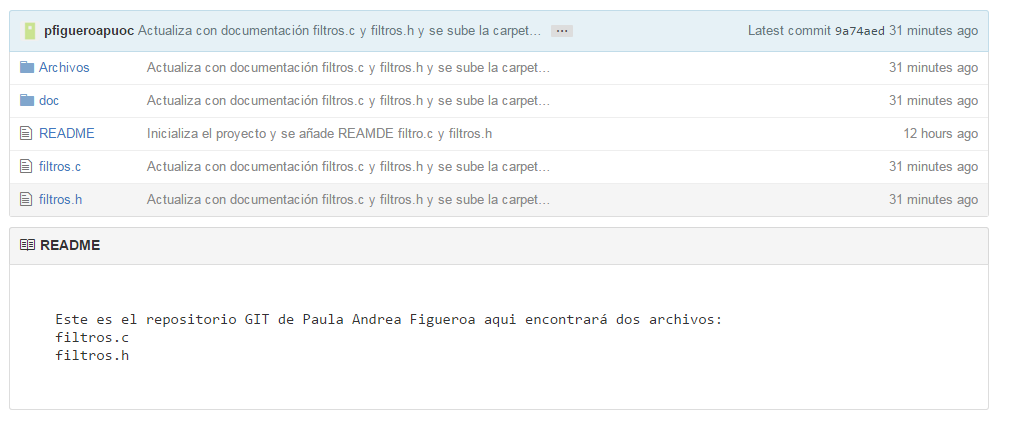 pfigueroapuoc Actualiza con documentación filtros.c y filtros.h y se sube la carpet… Latest commit 9a74aed 31 minutes ago
Archivos Actualiza con documentación filtros.c y filtros.h y se sube la carpet… 31 minutes ago
doc Actualiza con documentación filtros.c y filtros.h y se sube la carpet… 31 minutes ago
README Inicializa el proyecto y se añade REAMDE filtro.c y filtros.h 12 hours ago
filtros.c Actualiza con documentación filtros.c y filtros.h y se sube la carpet… 31 minutes ago
filtros.h Actualiza con documentación filtros.c y filtros.h y se sube la carpet… 31 minutes ago
README
Este es el repositorio GIT de Paula Andrea Figueroa aqui encontrará dos archivos:
filtros.c
filtros.h